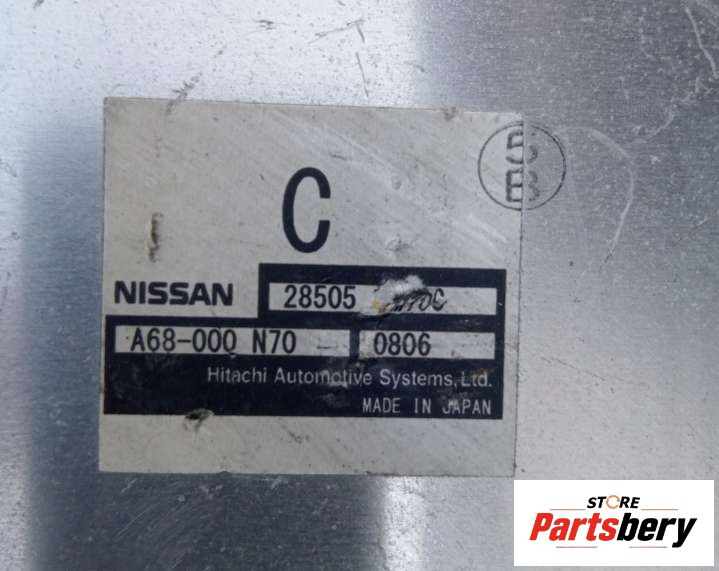 C
NISSAN 28505
A68-000 N70 0806
Hitachi Automotive Systems, Ltd.
MADE IN JAPAN
STORE
Partsbery